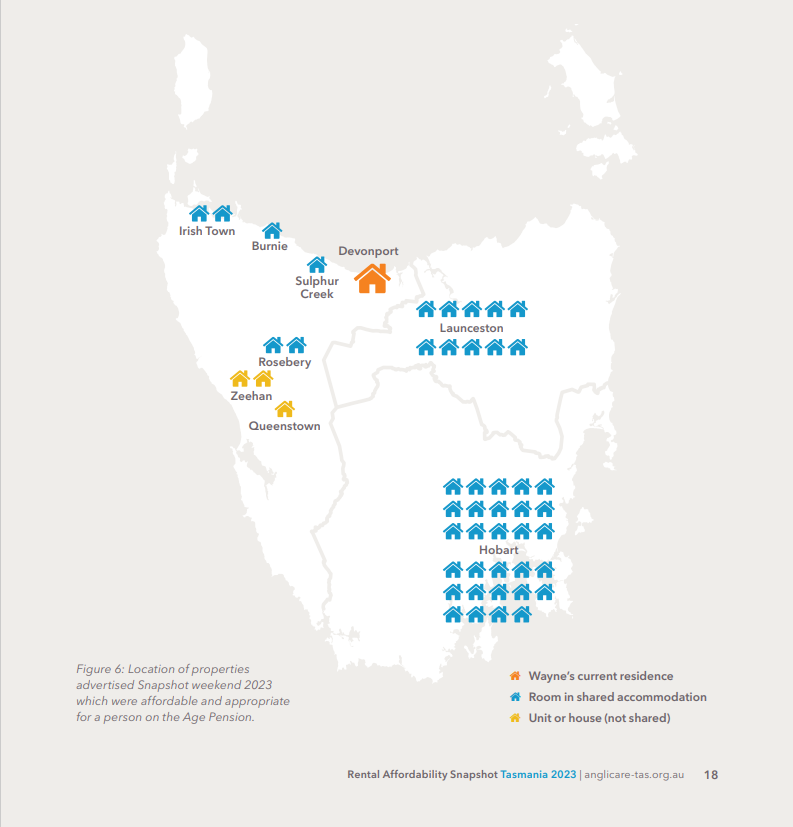 Devonport
Irish Town
Burnie
Sulphur
Creek
Launceston
Rosebery
Zeehan
Queenstown
Hobart
Figure 6: Location of properties
advertised Snapshot weekend 2023
which were affordable and appropriate
for a person on the Age Pension.
Wayne’s current residence
Room in shared accommodation
Unit or house (not shared)
Rental Affordability Snapshot Tasmania 2023 | anglicare-tas.org.au 18